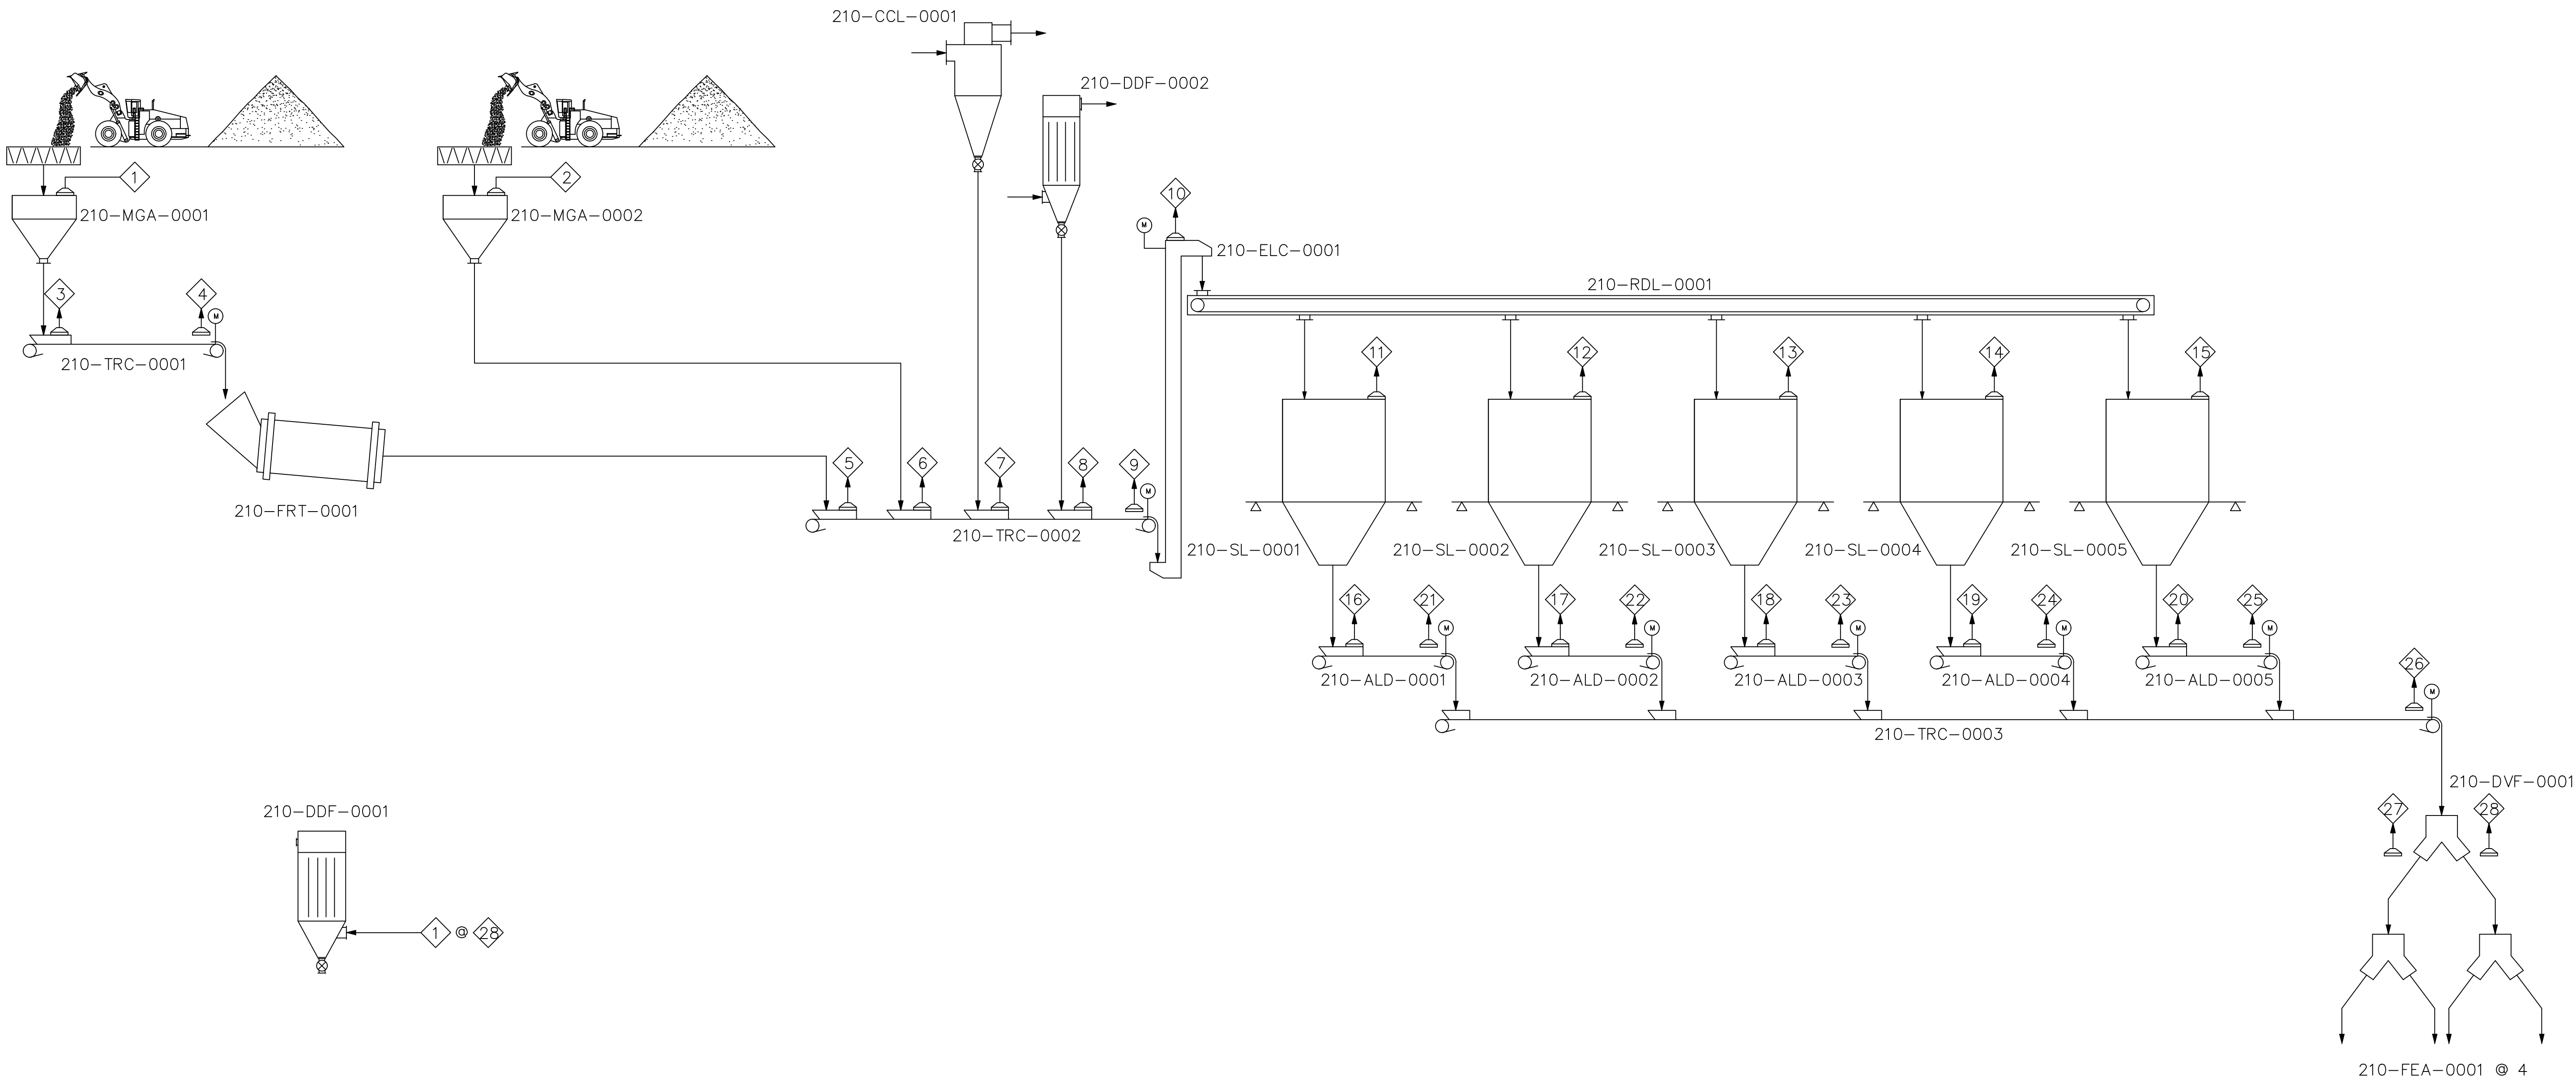 210-CCL-0001
210-DDF-0002
1
2
10
210-MGA-0001
210-MGA-0002
M
210-ELC-0001
210-RDL-0001
3
4
M
210-TRC-0001
11
12
13
14
15
5
6
7
8
9
M
210-FRT-0001
210-TRC-0002
210-SL-0001
210-SL-0002
210-SL-0003
210-SL-0004
210-SL-0005
16
21
17
22
18
23
19
24
20
25
M
M
M
M
M
210-ALD-0001
210-ALD-0002
210-ALD-0003
210-ALD-0004
210-ALD-0005
26
M
210-TRC-0003
210-DVF-0001
27
28
210-DDF-0001
1 @ 28
210-FEA-0001 @ 4